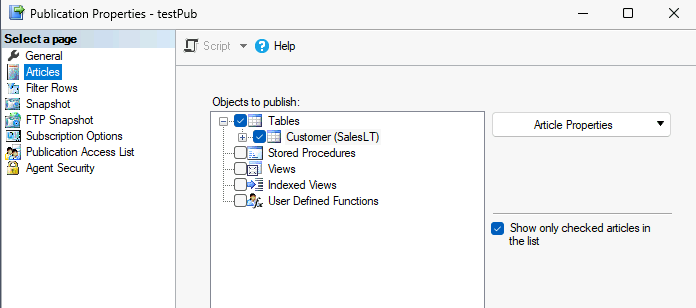 Publication Properties - testPub
Select a page
General
Articles
Filter Rows
Snapshot
FTP Snapshot
Subscription Options
Publication Access List
Agent Security
Script
Help
Objects to publish:
Tables
Customer (SalesLT)
Stored Procedures
Views
Indexed Views
User Defined Functions
Article Properties
Show only checked articles in
the list